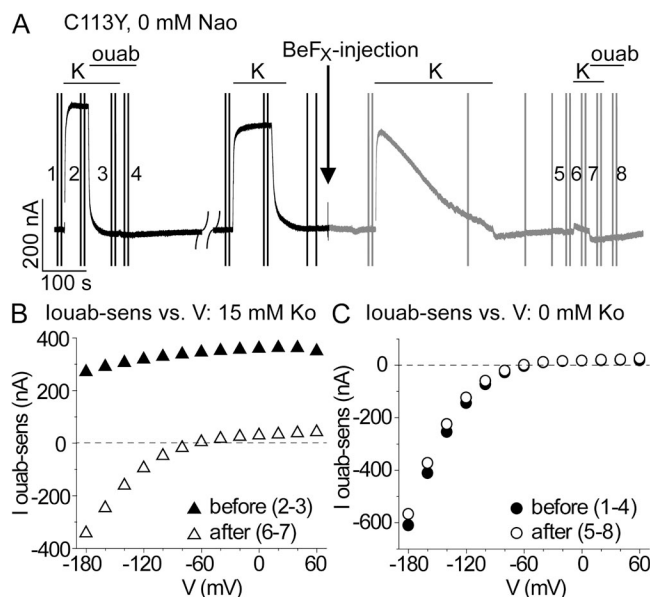 A C113Y, 0 mM Nao
ouab
K
BeFX-injection
K
K
ouab
K
1 2 3 4
5 6 7 8
200 nA
100 s
B Iouab-sens vs. V: 15 mM Ko
I ouab-sens (nA)
400
200
0
-200
-400
before (2-3)
after (6-7)
-180 -120 -60 0 60
V (mV)
C Iouab-sens vs. V: 0 mM Ko
I ouab-sens (nA)
0
-200
-400
-600
before (1-4)
after (5-8)
-180 -120 -60 0 60
V (mV)